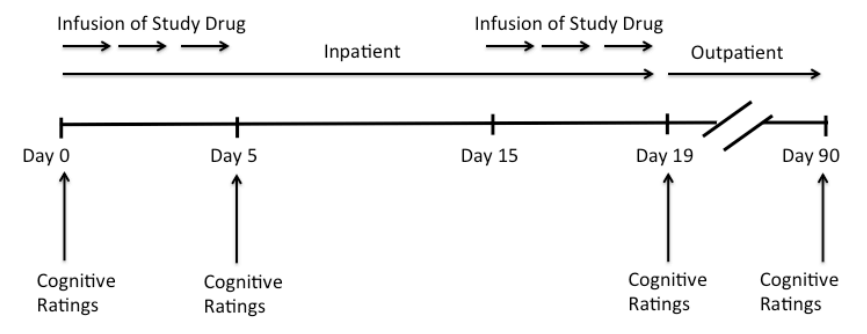 Infusion of Study Drug
Infusion of Study Drug
Inpatient
Outpatient
Day 0
Day 5
Day 15
Day 19
Day 90
Cognitive
Ratings
Cognitive
Ratings
Cognitive
Ratings
Cognitive
Ratings